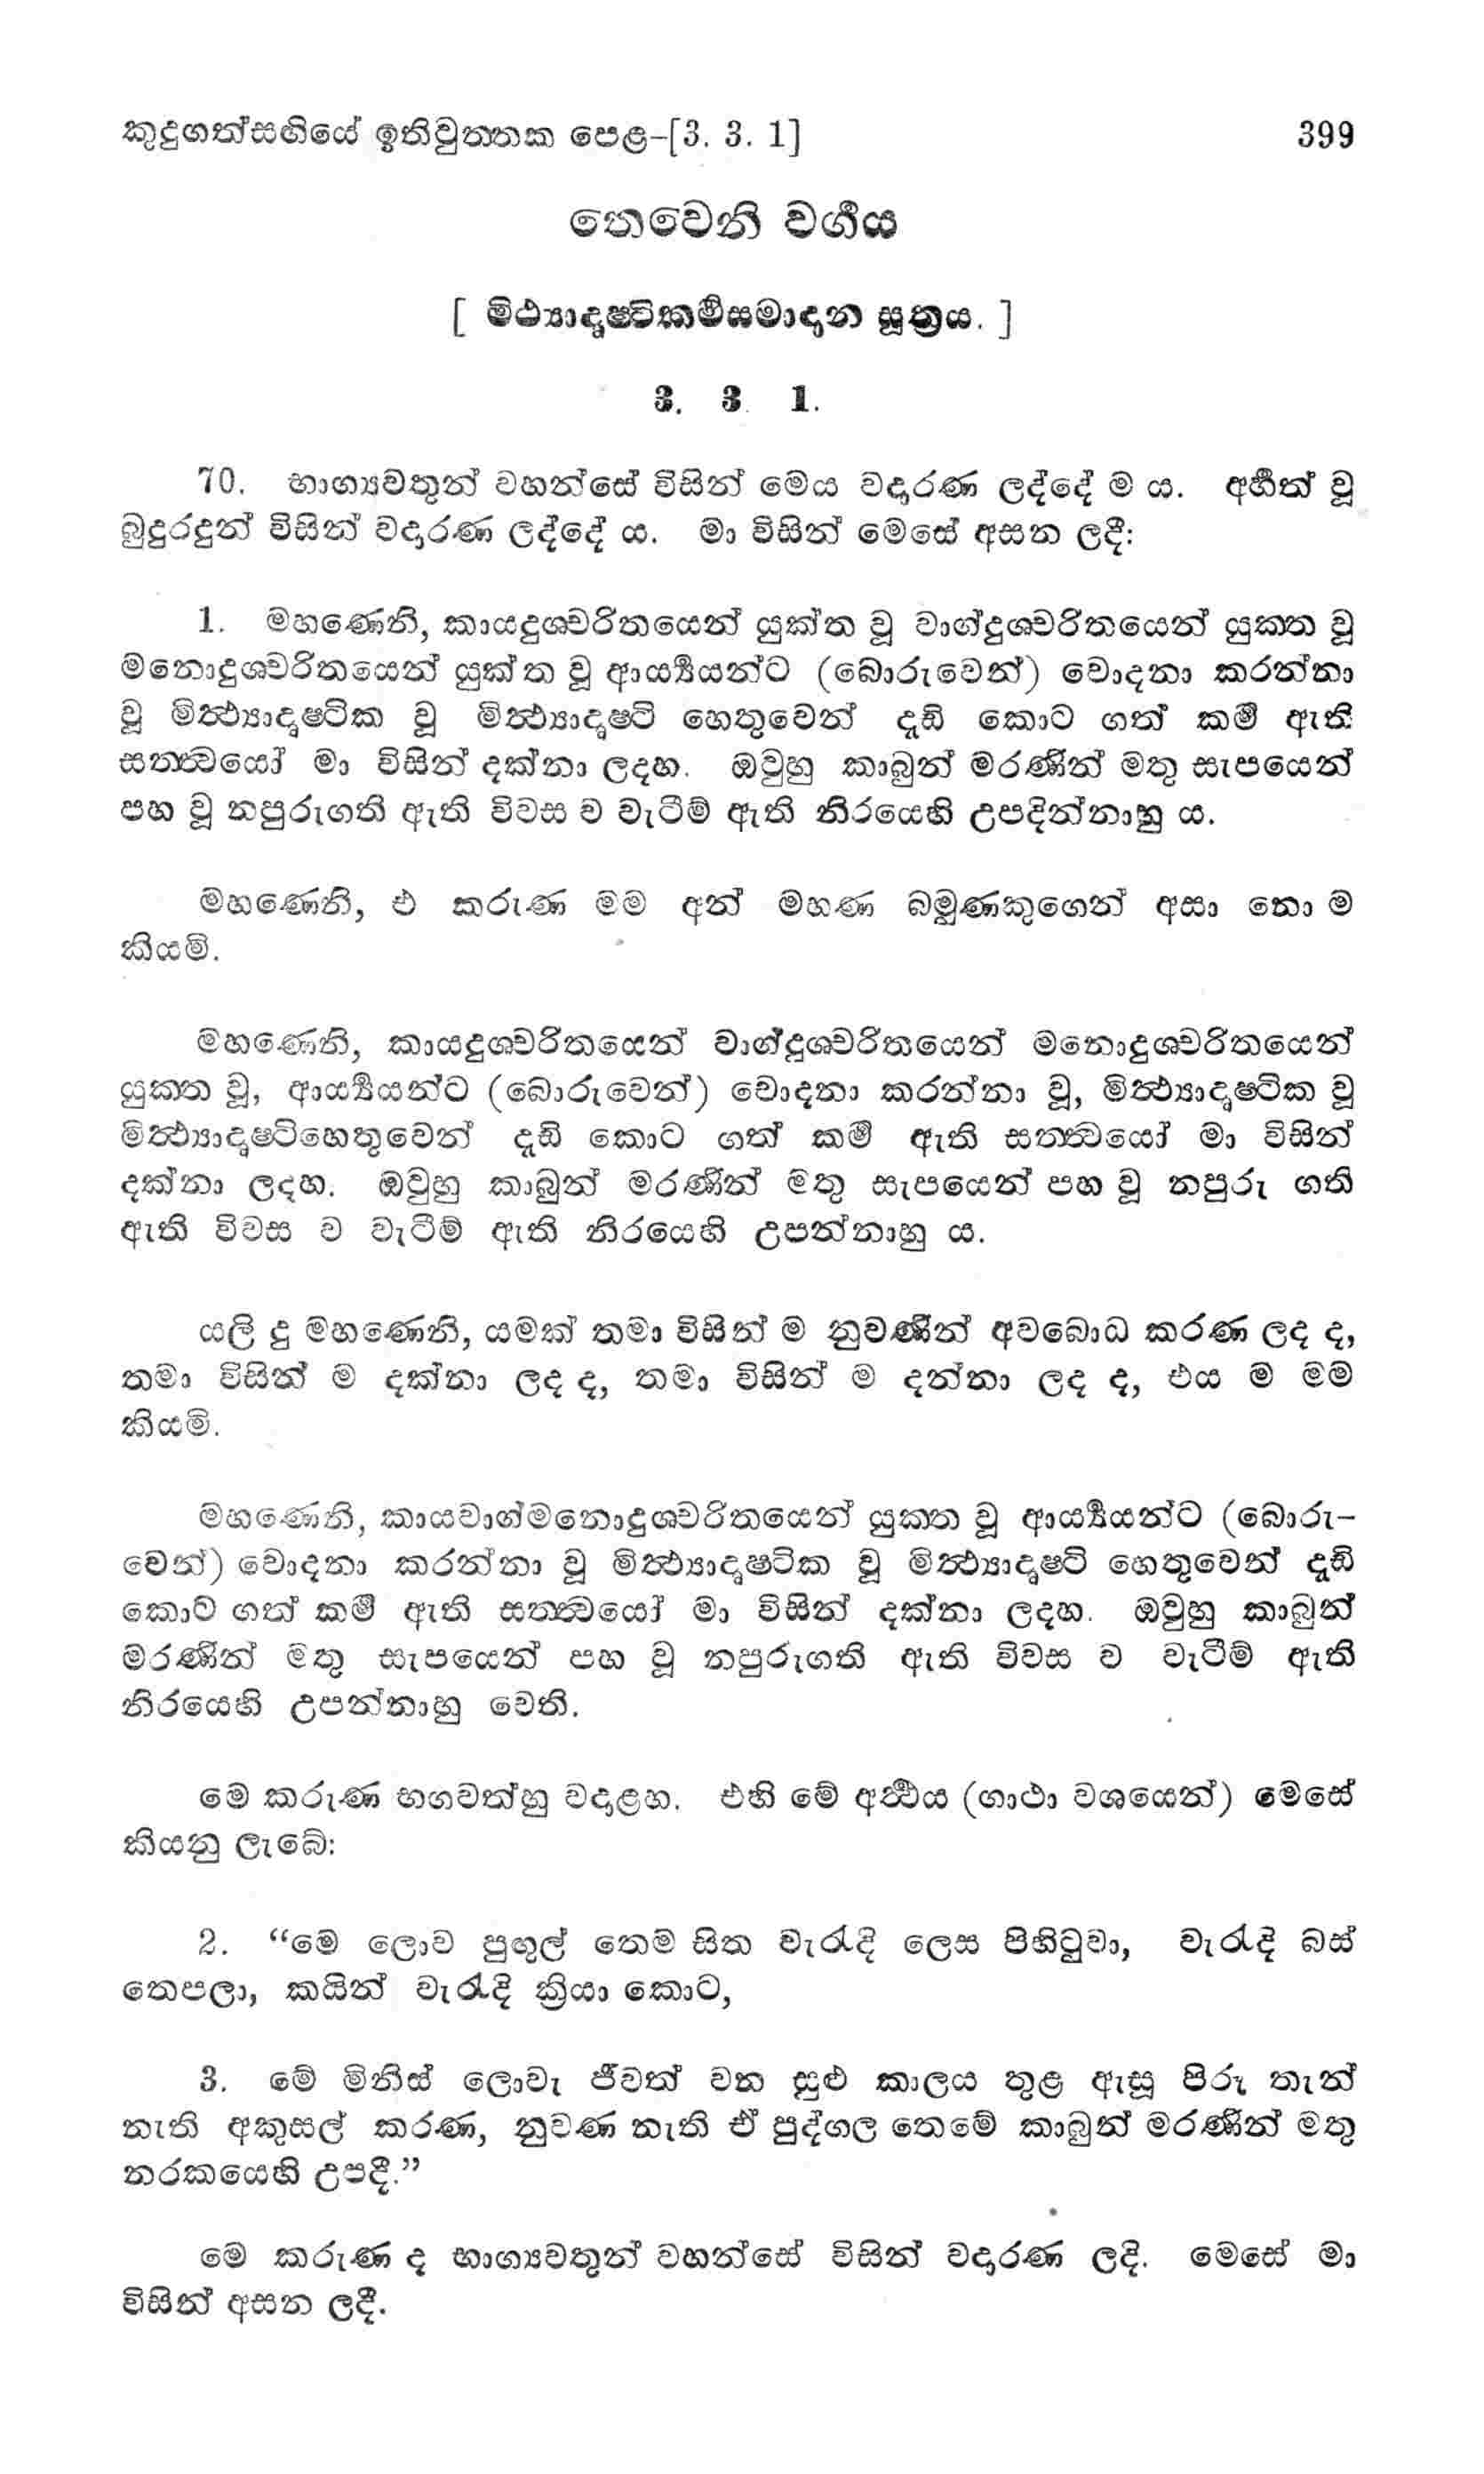 කුදුගත්සඟියේ ඉතිවුත්තක පෙළ–[3. 3. 1] 399
තෙවෙනි වර්‍ගය
[ මිථ්‍යාදෘෂ්ටිකර්‍මසමාදාන සූත්‍රය. ]
3. 3. 1.
70. භාග්‍යවතුන් වහන්සේ විසින් මෙය වදාරණ ලද්දේ ම ය. අර්‍හත් වූ
බුදුරදුන් විසින් වදාරණ ලද්දේ ය. මා විසින් මෙසේ අසන ලදී:
1. මහණෙනි, කායදුශ්චරිතයෙන් යුක්ත වූ වාග්දුශ්චරිතයෙන් යුක්ත වූ
මනොදුශ්චරිතයෙන් යුක්ත වූ ආර්‍ය්‍යයන්ට (බොරුවෙන්) චොදනා කරන්නා
වූ මිත්ථ්‍යාදෘෂ්ටික වූ මිත්ථ්‍යාදෘෂ්ටි හෙතුවෙන් දැඩි කොට ගත් කර්‍ම ඇති
සත්ත්‍වයෝ මා විසින් දක්නා ලදහ. ඔවුහු කාබුන් මරණින් මතු සැපයෙන්
පහ වූ නපුරුගති ඇති විවස ව වැටීම් ඇති නිරයෙහි උපදින්නාහු ය.
මහණෙනි, එ කරුණ මම අන් මහණ බමුණකුගෙන් අසා නො ම
කියමි.
මහණෙනි, කායදුශ්චරිතයෙන් වාග්දුශ්චරිතයෙන් මනොදුශ්චරිතයෙන්
යුක්ත වූ, ආර්‍ය්‍යයන්ට (බොරුවෙන්) චොදනා කරන්නා වූ, මිත්ථ්‍යාදෘෂ්ටික වූ
මිත්ථ්‍යාදෘෂ්ටිහෙතුවෙන් දැඩි කොට ගත් කර්‍ම ඇති සත්ත්‍වයෝ මා විසින්
දක්නා ලදහ. ඔවුහු කාබුන් මරණින් මතු සැපයෙන් පහ වූ නපුරු ගති
ඇති විවස ව වැටීම් ඇති නිරයෙහි උපන්නාහු ය.
යලි දු මහණෙනි, යමක් තමා විසින් ම නුවණින් අවබොධ කරණ ලද ද,
තමා විසින් ම දක්නා ලද ද, තමා විසින් ම දන්නා ලද ද, එය ම මම
කියමි.
මහණෙනි, කායවාග්මනොදුශ්චරිතයෙන් යුක්ත වූ ආර්‍ය්‍යයන්ට (බොරු-
වෙන්) චොදනා කරන්නා වූ මිත්ථ්‍යාදෘෂ්ටික වූ මිත්ථ්‍යාදෘෂ්ටි හෙතුවෙන් දැඩි
කොට ගත් කර්‍ම ඇති සත්ත්‍වයෝ මා විසින් දක්නා ලදහ. ඔවුහු කාබුන්
මරණින් මතු සැපයෙන් පහ වූ නපුරුගති ඇති විවස ව වැටීම් ඇති
නිරයෙහි උපන්නාහු වෙති.
මෙ කරුණ භගවත්හු වදාළහ. එහි මේ අර්‍ත්‍ථය (ගාථා වශයෙන්) මෙසේ
කියනු ලැබේ:
2. “මෙ ලොව පුඟුල් තෙම සිත වැරැදි ලෙස පිහිටුවා, වැරැදි බස්
තෙපලා, කයින් වැරැදි ක්‍රියා කොට,
3. මේ මිනිස් ලොවැ ජීවත් වන සුළු කාලය තුළ ඇසූ පිරූ තැන්
නැති අකුසල් කරණ, නුවණ නැති ඒ පුද්ගල තෙමේ කාබුන් මරණින් මතු
නරකයෙහි උපදී.”
මෙ කරුණ ද භාග්‍යවතුන් වහන්සේ විසින් වදාරණ ලදි. මෙසේ මා
විසින් අසන ලදී.